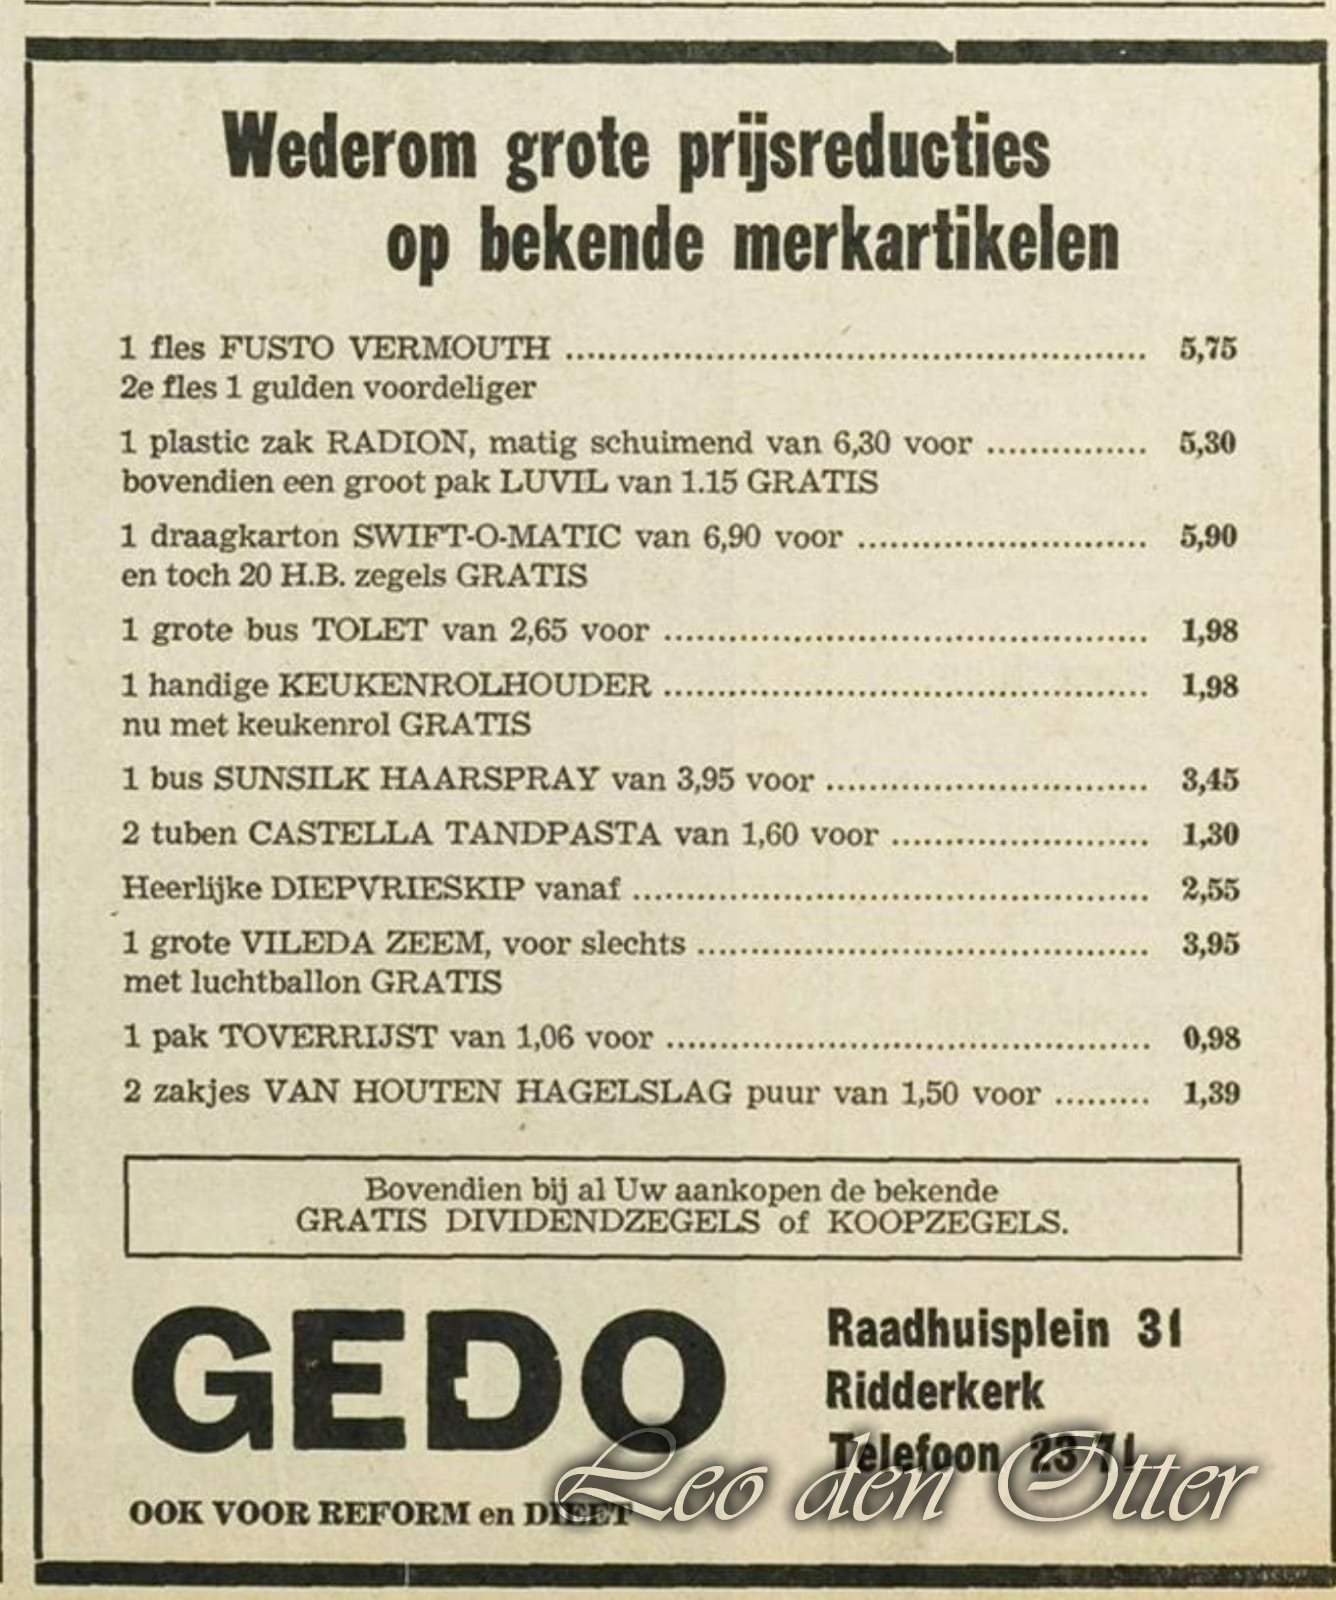 Wederom grote prijsreducties
op bekende merkartikelen
1 fles FUSTO VERMOUTH ........................ 5,75
2e fles 1 gulden voordeliger
1 plastic zak RADION, matig schuimend van 6,30 voor ............... 5,30
bovendien een groot pak LUVIL van 1.15 GRATIS
1 draagkarton SWIFT-O-MATIC van 6,90 voor ........................... 5,90
en toch 20 H.B. zegels GRATIS
1 grote bus TOLET van 2,65 voor ........................ 1,98
1 handige KEUKENROLHOUDER ........................ 1,98
nu met keukenrol GRATIS
1 bus SUNSILK HAARSPRAY van 3,95 voor ........................ 3,45
2 tuben CASTELLA TANDPASTA van 1,60 voor ........................ 1,30
Heerlijke DIEPVRIESKIP vanaf ........................ 2,55
1 grote VILEDA ZEEM, voor slechts ........................ 3,95
met luchtballon GRATIS
1 pak TOVERRIJST van 1,06 voor ........................ 0,98
2 zakjes VAN HOUTEN HAGELSLAG puur van 1,50 voor ......... 1,39
Bovendien bij al Uw aankopen de bekende
GRATIS DIVIDENDZEGELS of KOOPZEGELS.
GEDO
Raadhuisplein 31
Ridderkerk
Telefoon 23 71
OOK VOOR REFORM en DIEET
Leo den Otter